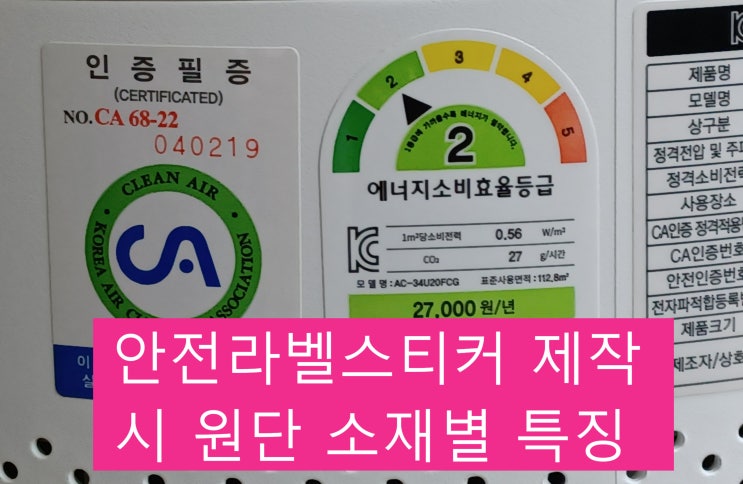 인증필증
(CERTIFICATED)
NO. CA 68-22
040219
CLEAN AIR
KOREA AIR
ASSOCIATION
1
2
3
4
5
2
에너지소비효율등급
1m²당소비전력 0.56 W/m²
CO₂ 27 g/시간
모델명 : AC-34U20FCG 표준사용면적 : 112.8m²
27,000 원/년
제품명
모델명
상구분
정격전압 및 주파
정격소비전력
사용장소
CA인증 정격적용
CA인증번호
안전인증번호
전자파적합등록
제품크기
제조자/상호
안전라벨스티커 제작
시 원단 소재별 특징